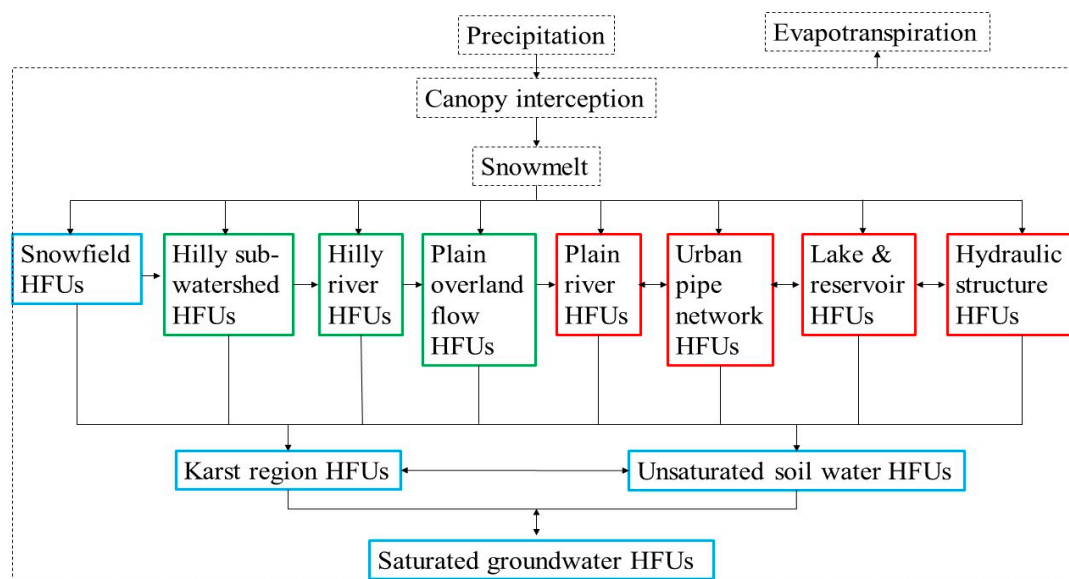 Precipitation
Evapotranspiration
Canopy interception
Snowmelt
Snowfield
HFUs
Hilly sub-
watershed
HFUs
Hilly
river
HFUs
Plain
overland
flow
HFUs
Plain
river
HFUs
Urban
pipe
network
HFUs
Lake &
reservoir
HFUs
Hydraulic
structure
HFUs
Karst region HFUs
Unsaturated soil water HFUs
Saturated groundwater HFUs